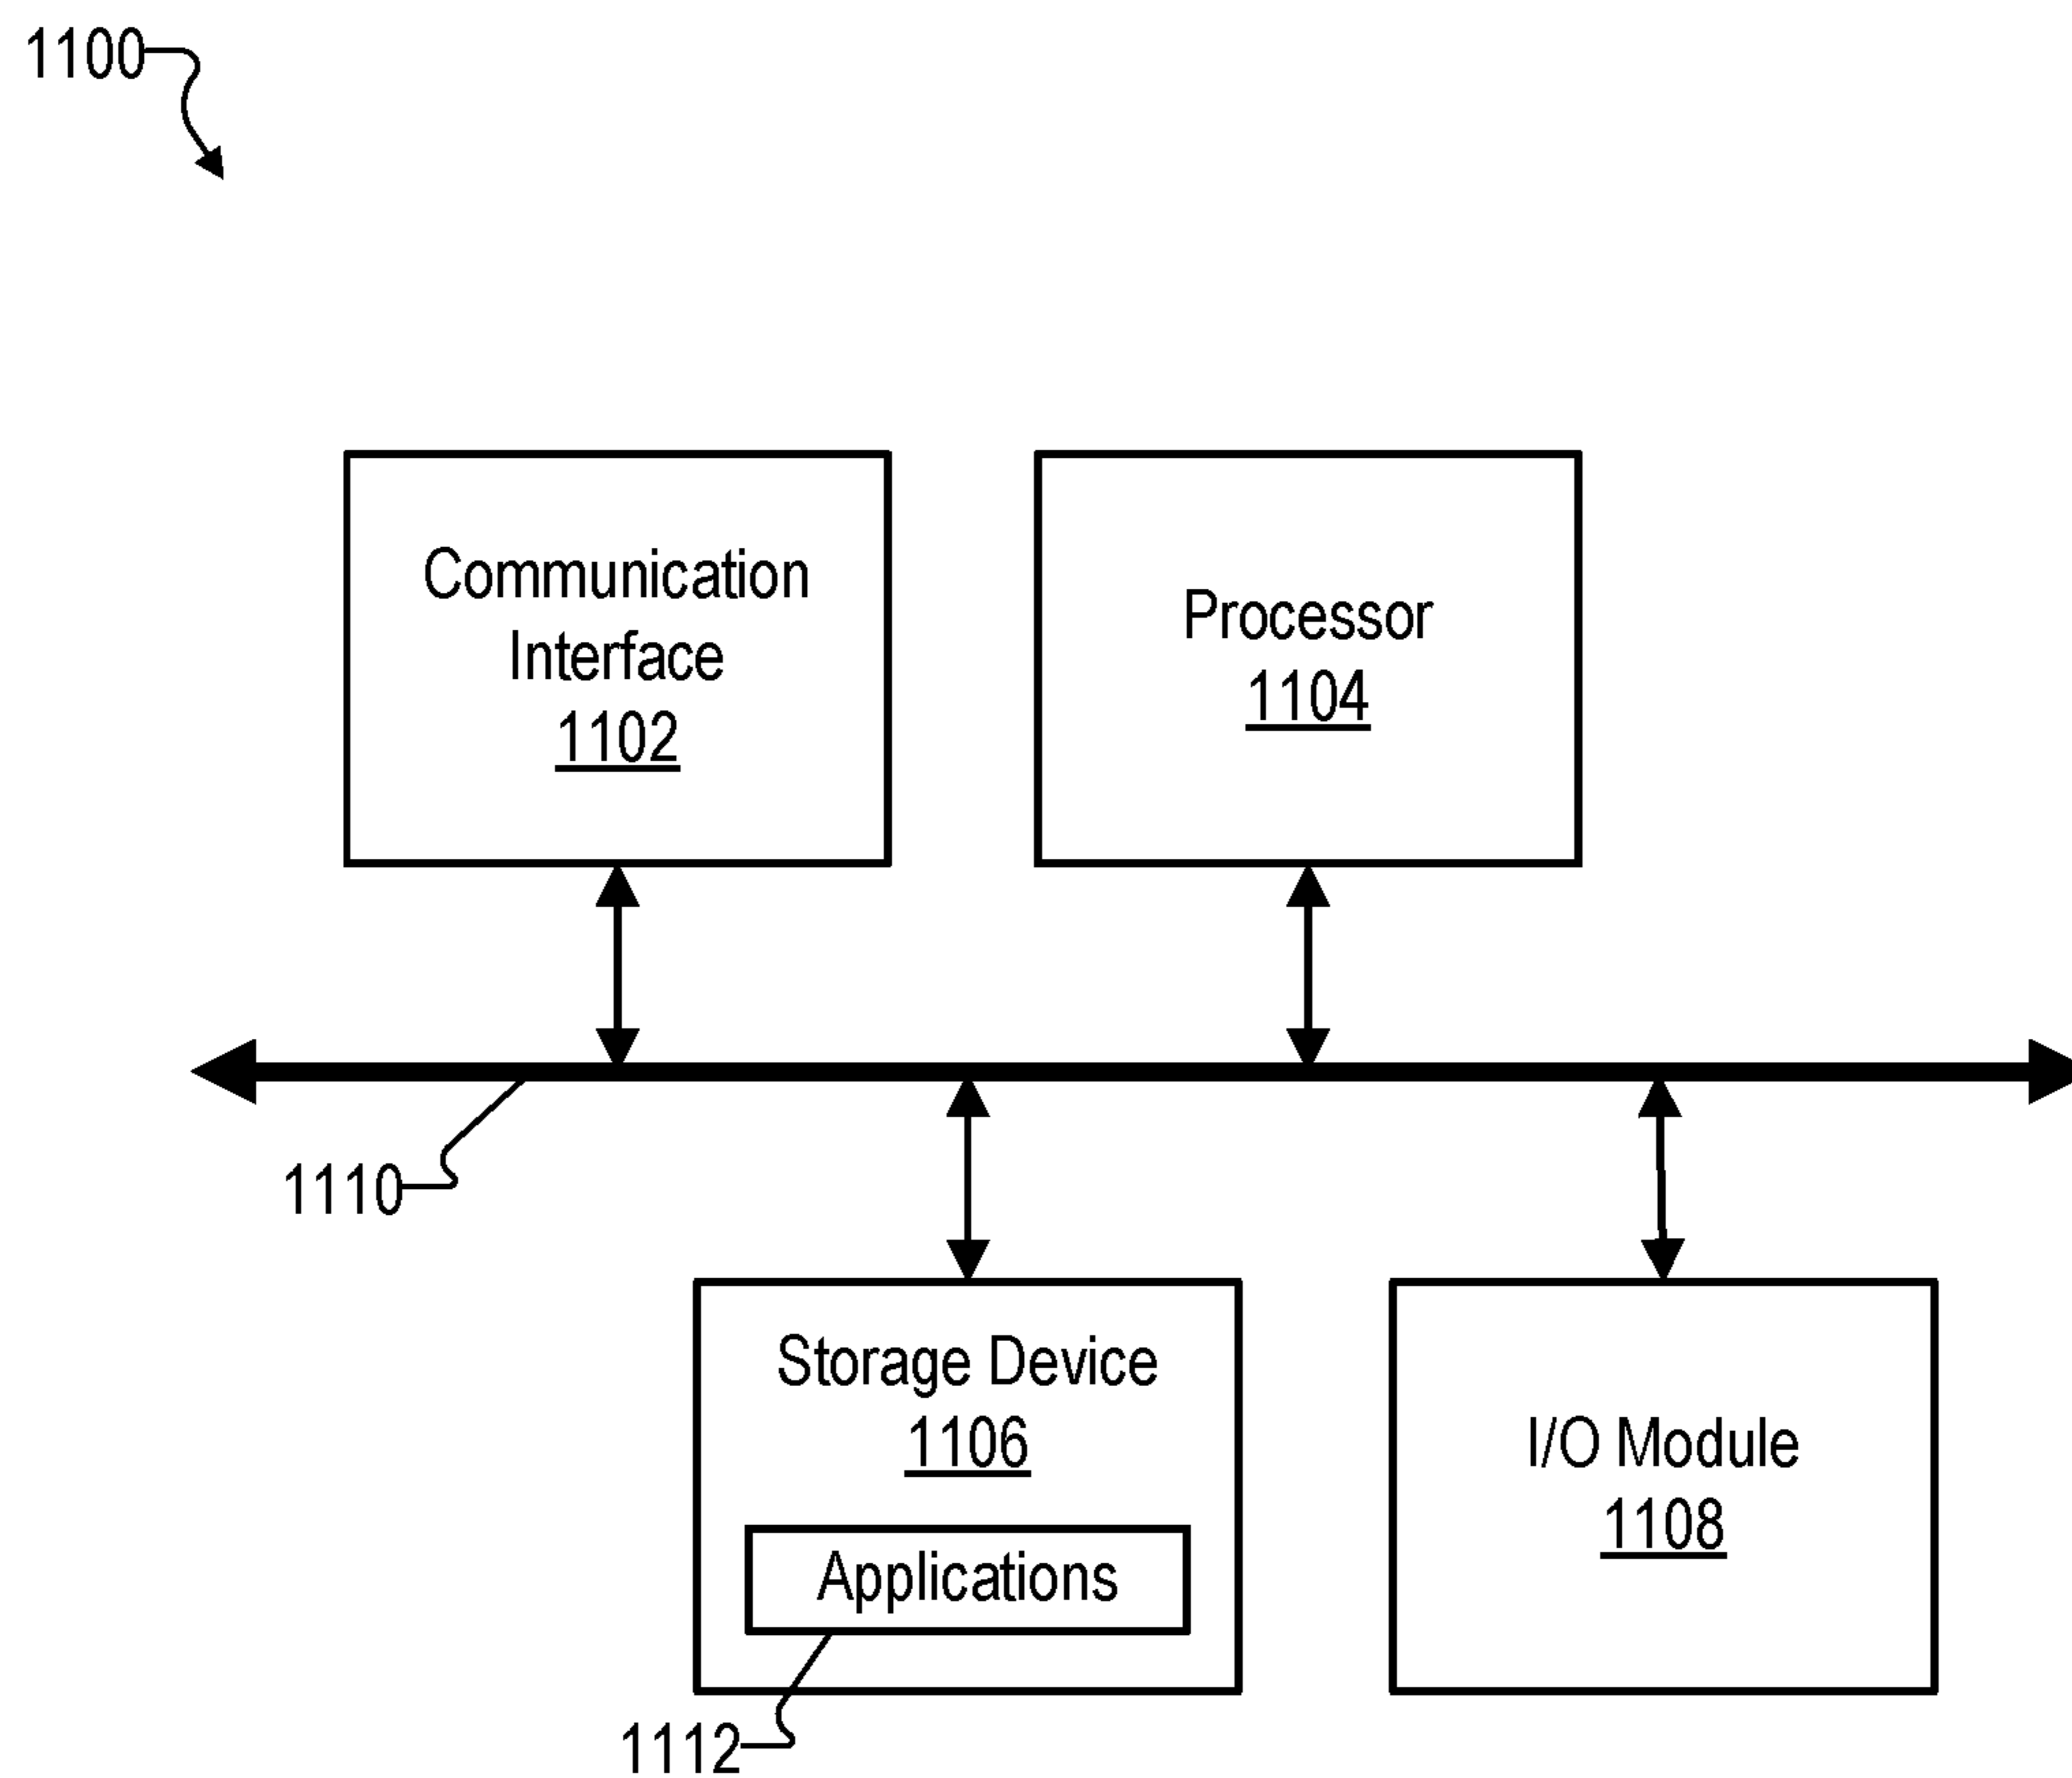 1100
Communication
Interface
1102
Processor
1104
1110
Storage Device
1106
Applications
1112
I/O Module
1108